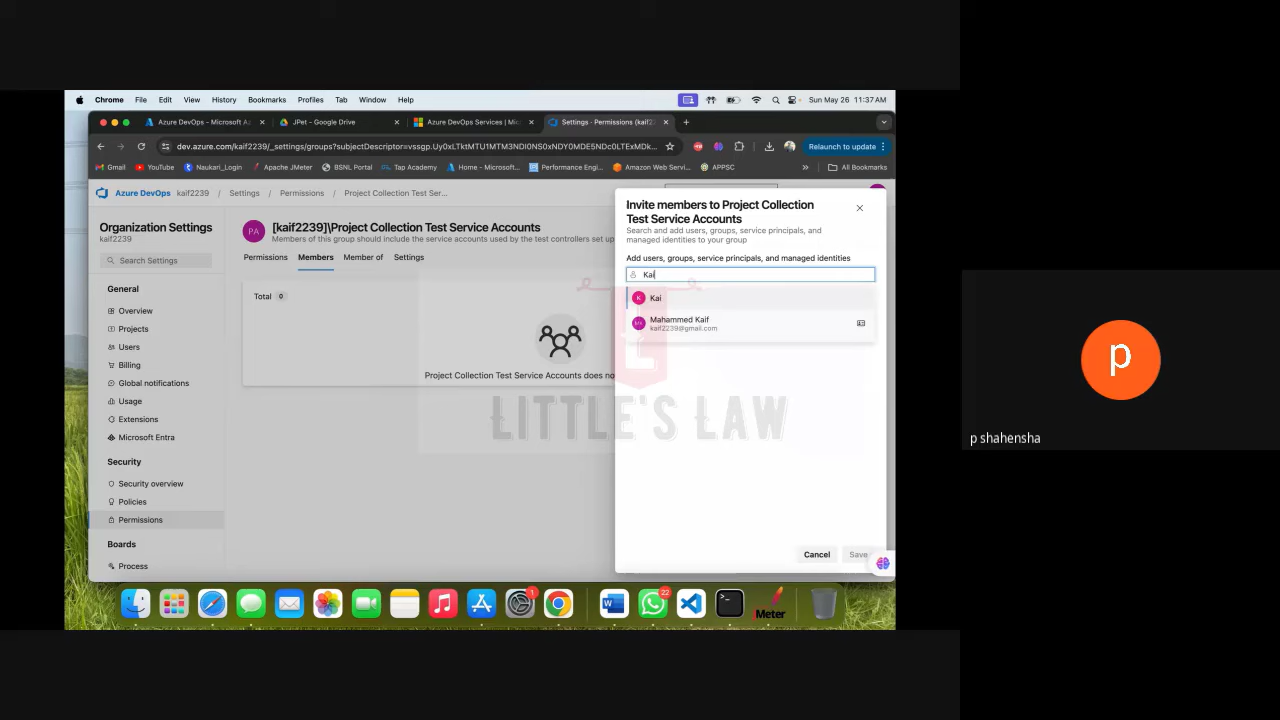 Chrome File Edit View History Bookmarks Profiles Tab Window Help
Sun May 26 11:37 AM
Azure DevOps - Microsoft Az
JPet - Google Drive
Azure DevOps Services | Mic
Settings · Permissions (kaif22
dev.azure.com/kaif2239/_settings/groups?subjectDescriptor=vssgp.
Relaunch to update
Gmail YouTube Naukari_Login Apache JMeter BSNL Portal Tap Academy Home - Microsoft... Performance Engi... Amazon Web Servi... APPSC » All Bookmarks
Azure DevOps kaif2239 Settings Permissions Project Collection Test Ser...
Organization Settings
kaif2239
Search Settings
General
Overview
Projects
Users
Billing
Global notifications
Usage
Extensions
Microsoft Entra
Security
Security overview
Policies
Permissions
Boards
Process
PA
[kaif2239]\Project Collection Test Service Accounts
Members of this group should include the service accounts used by the test controllers set up
Permissions Members Member of Settings
Total 0
Project Collection Test Service Accounts does no
Invite members to Project Collection
Test Service Accounts
Search and add users, groups, service principals, and
managed identities to your group
Add users, groups, service principals, and managed identities
Kai
K Kai
Mahammed Kaif
kaif2239@gmail.com
Cancel Save
L
LITTLE'S LAW
1
22
Meter
p
p shahensha